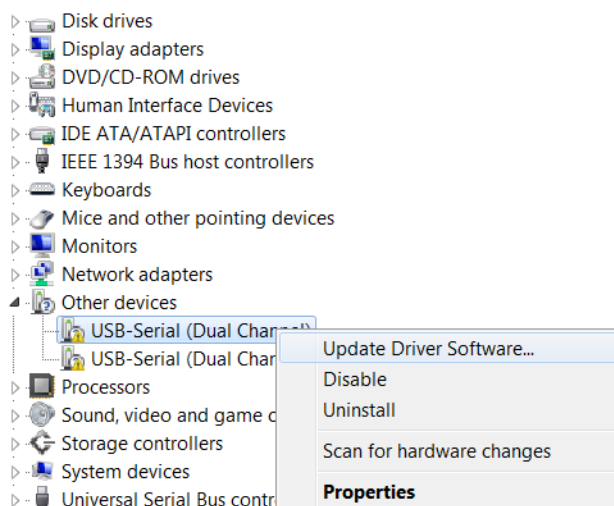 Disk drives
Display adapters
DVD/CD-ROM drives
Human Interface Devices
IDE ATA/ATAPI controllers
IEEE 1394 Bus host controllers
Keyboards
Mice and other pointing devices
Monitors
Network adapters
Other devices
USB-Serial (Dual Channel)
USB-Serial (Dual Char
Processors
Sound, video and game c
Storage controllers
System devices
Universal Serial Bus contr
Update Driver Software...
Disable
Uninstall
Scan for hardware changes
Properties